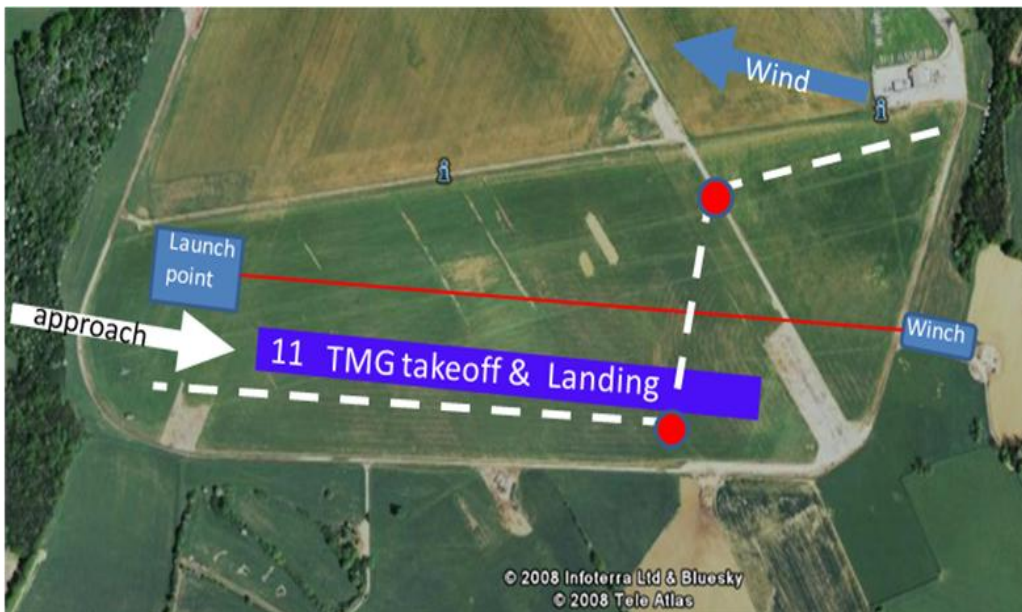 Wind
Launch
point
approach
11 TMG takeoff & Landing
Winch
© 2008 Infoterra Ltd & Bluesky
© 2008 Tele Atlas